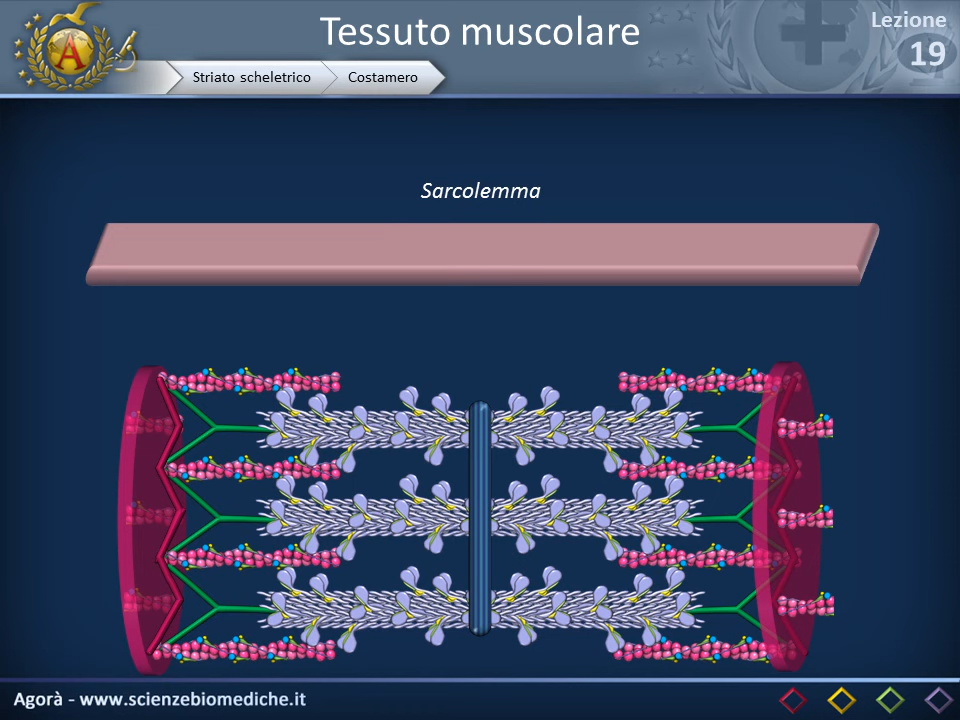 Tessuto muscolare
Lezione
19
A
Striato scheletrico
Costamero
Sarcolemma
Agorà - www.scienzebiomediche.it